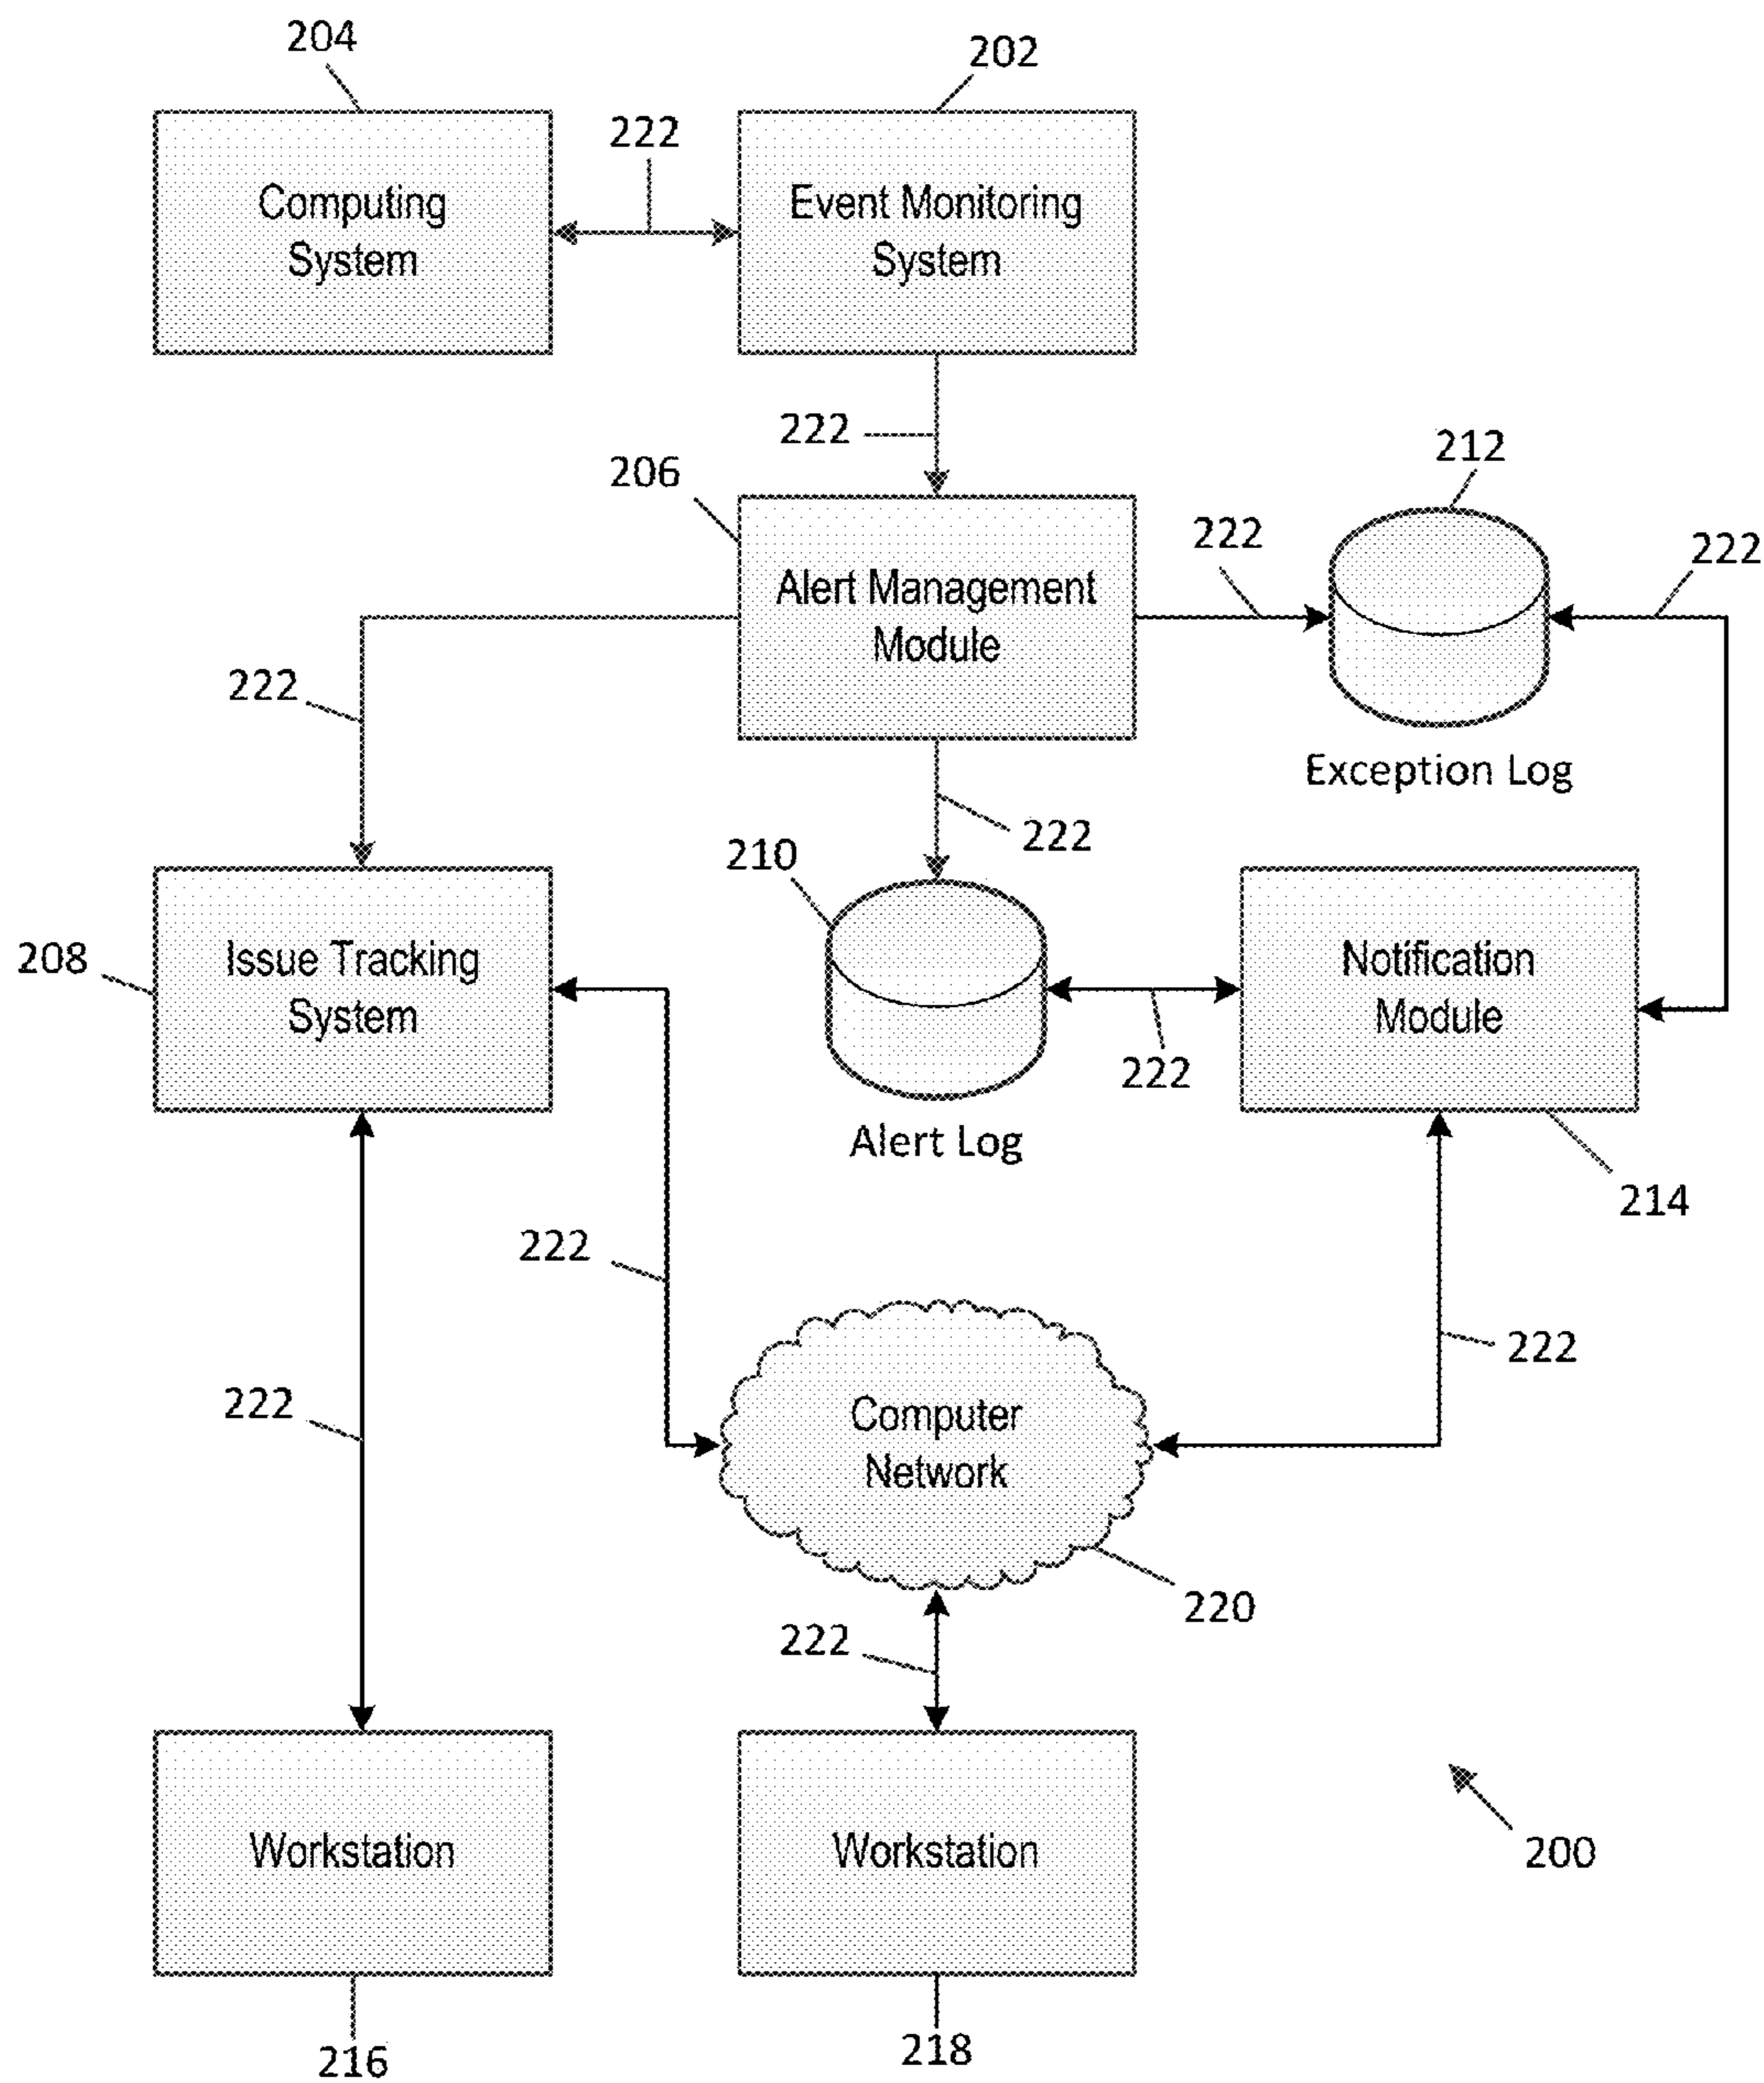 204
202
222
Computing
System
Event Monitoring
System
222
212
206
222
222
Alert Management
Module
222
Exception Log
222
210
208
Issue Tracking
System
Notification
Module
222
Alert Log
214
222
222
222
Computer
Network
220
222
Workstation
Workstation
200
216
218